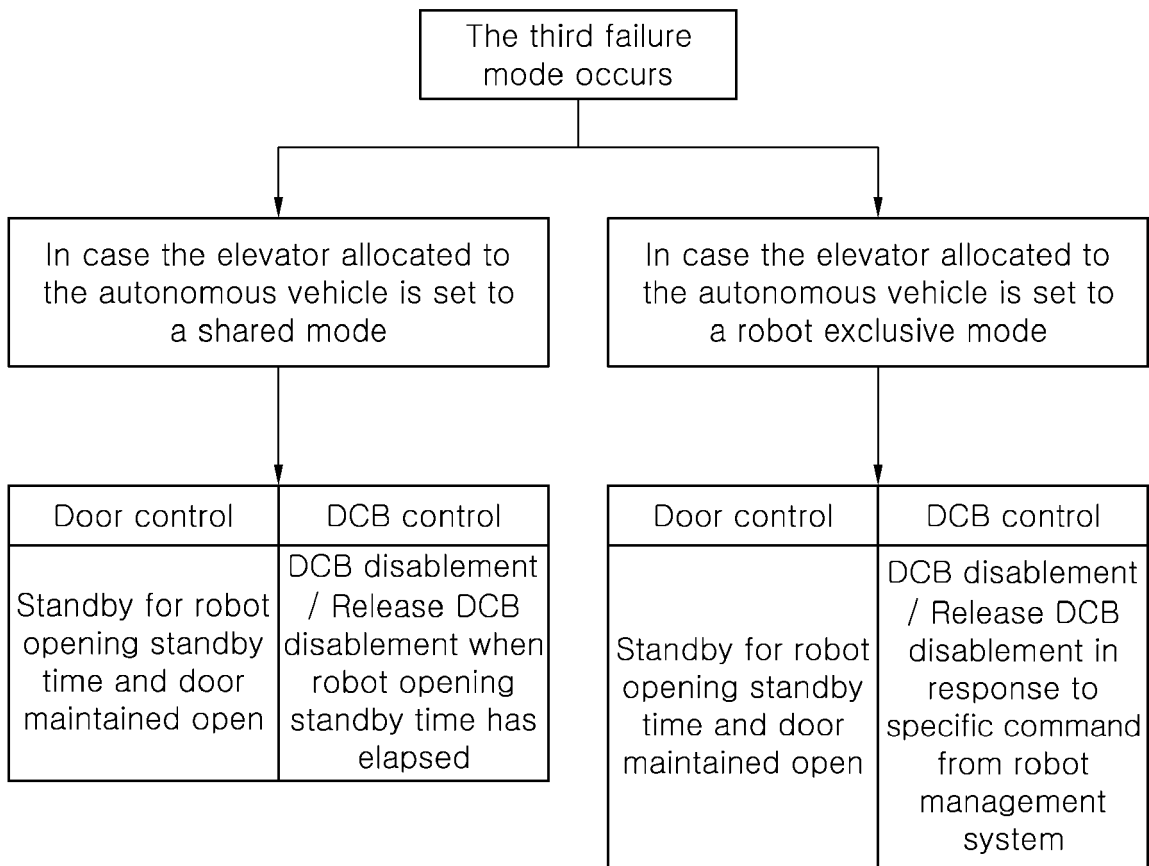 The third failure
mode occurs
In case the elevator allocated to
the autonomous vehicle is set to
a shared mode
In case the elevator allocated to
the autonomous vehicle is set to
a robot exclusive mode
Door control
DCB control
Standby for robot
opening standby
time and door
maintained open
DCB disablement
/ Release DCB
disablement when
robot opening
standby time has
elapsed
Door control
DCB control
Standby for robot
opening standby
time and door
maintained open
DCB disablement
/ Release DCB
disablement in
response to
specific command
from robot
management
system